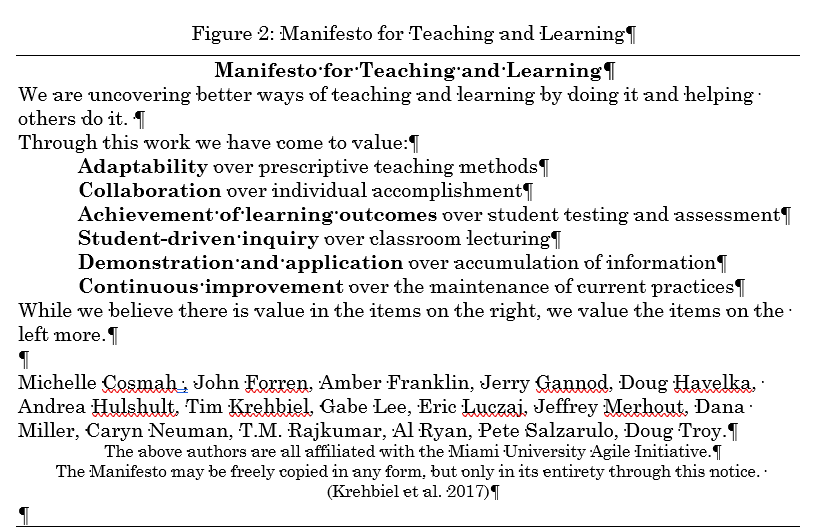 Figure 2: Manifesto for Teaching and Learning¶
Manifesto·for·Teaching·and·Learning¶
We are uncovering better ways of teaching and learning by doing it and helping·
others do it. ¶
Through this work we have come to value:¶
Adaptability over prescriptive teaching methods¶
Collaboration over individual accomplishment¶
Achievement·of·learning·outcomes over student testing and assessment¶
Student-driven·inquiry over classroom lecturing¶
Demonstration·and·application over accumulation of information¶
Continuous·improvement over the maintenance of current practices¶
While we believe there is value in the items on the right, we value the items on the·
left more.¶
¶
Michelle Cosmah , John Forren, Amber Franklin, Jerry Gannod, Doug Havelka,·
Andrea Hulshult, Tim Krehbiel, Gabe Lee, Eric Luczaj, Jeffrey Merhout, Dana·
Miller, Caryn Neuman, T.M. Rajkumar, Al Ryan, Pete Salzarulo, Doug Troy.¶
The above authors are all affiliated with the Miami University Agile Initiative.¶
The Manifesto may be freely copied in any form, but only in its entirety through this notice.·
(Krehbiel et al. 2017)¶
¶